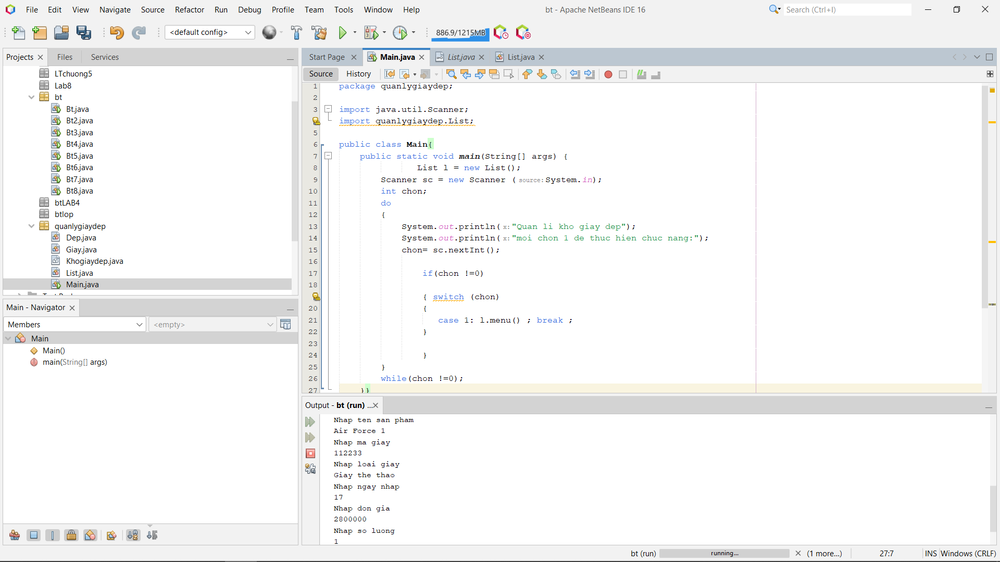 File Edit View Navigate Source Refactor Run Debug Profile Team Tools Window Help
bt - Apache NetBeans IDE 16
Search (Ctrl+I)
<default config>
886.9/1215MB
Projects Files Services
LTchuong5
Lab8
bt
Bt.java
Bt2.java
Bt3.java
Bt4.java
Bt5.java
Bt6.java
Bt7.java
Bt8.java
btLAB4
btlop
quanlygiaydep
Dep.java
Giay.java
Khogiaydep.java
List.java
Main.java
Main - Navigator
Members
<empty>
Main
Main()
main(String[] args)
Start Page Main.java List.java List.java
Source History
1 package quanlygiaydep;
2
3 import java.util.Scanner;
import quanlygiaydep.List;
5
6 public class Main{
7 public static void main(String[] args) {
8 List l = new List();
9 Scanner sc = new Scanner (source:System.in);
10 int chon;
11 do
12 {
13 System.out.println(x:"Quan li kho giay dep");
14 System.out.println(x:"moi chon 1 de thuc hien chuc nang:");
15 chon= sc.nextInt();
16
17 if(chon !=0)
18
{ switch (chon)
20 {
21 case 1: l.menu() ; break ;
22 }
23
24 }
25 }
26 while(chon !=0);
27 }}
Output - bt (run) ...
Nhap ten san pham
Air Force 1
Nhap ma giay
112233
Nhap loai giay
Giay the thao
Nhap ngay nhap
17
Nhap don gia
2800000
Nhap so luong
1
bt (run) running... (1 more...) 27:7 INS Windows (CRLF)